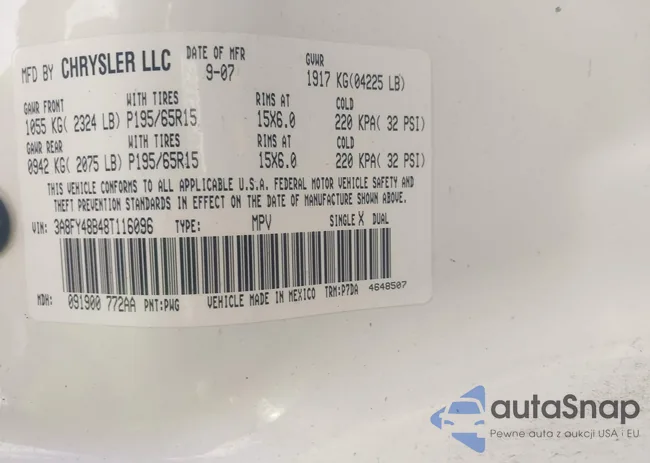 MFD BY CHRYSLER LLC DATE OF MFR 9-07 GVWR 1917 KG(04225 LB)
GAWR FRONT WITH TIRES RIMS AT COLD
1055 KG( 2324 LB) P195/65R15 15X6.0 220 KPA( 32 PSI)
GAWR REAR WITH TIRES RIMS AT COLD
0942 KG( 2075 LB) P195/65R15 15X6.0 220 KPA( 32 PSI)
THIS VEHICLE CONFORMS TO ALL APPLICABLE U.S.A. FEDERAL MOTOR VEHICLE SAFETY AND
THEFT PREVENTION STANDARDS IN EFFECT ON THE DATE OF MANUFACTURE SHOWN ABOVE.
VIN: 3A8FY48B48T116096 TYPE: MPV SINGLE X DUAL
MDH: 091900 772AA PNT:PWG VEHICLE MADE IN MEXICO TRM:P7DA 4648507
autaSnap
Pewne auta z aukcji USA i EU